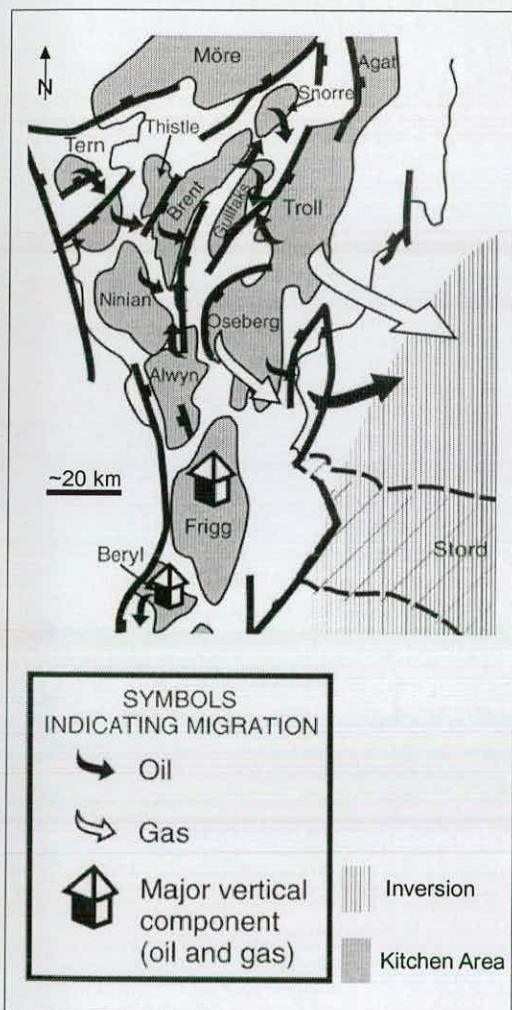 Möre
Agat
N
Snorre
Thistle
Tern
Brent
Gullfaks
Troll
Ninian
Oseberg
Alwyn
~20 km
Frigg
Beryl
Stord
SYMBOLS
INDICATING MIGRATION
Oil
Gas
Major vertical
component
(oil and gas)
Inversion
Kitchen Area